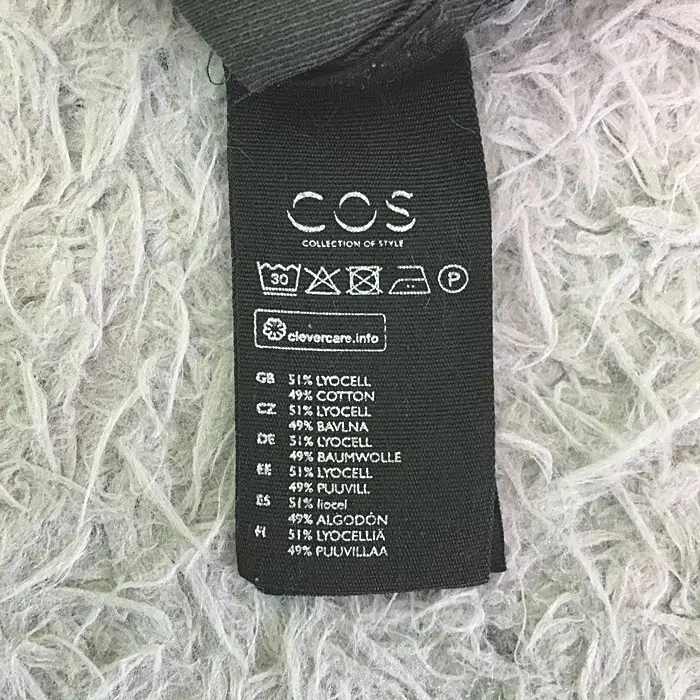 COS
COLLECTION OF STYLE
30 P
clevercare.info
GB 51% LYOCELL
49% COTTON
CZ 51% LYOCELL
49% BAVLNA
DE 51% LYOCELL
49% BAUMWOLLE
EE 51% LYOCELL
49% PUUVILL
ES 51% liocel
49% ALGODÓN
FI 51% LYOCELLIÄ
49% PUUVILLAA